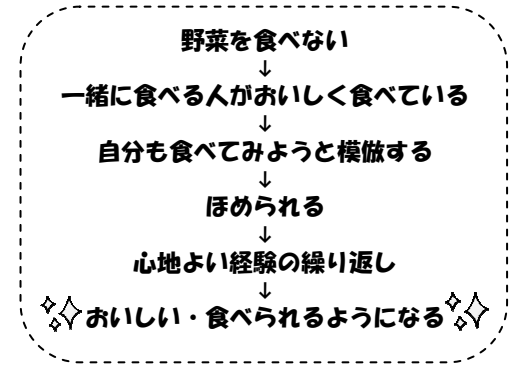 野菜を食べない
↓
一緒に食べる人がおいしく食べている
↓
自分も食べてみようと模倣する
↓
ほめられる
↓
心地よい経験の繰り返し
↓
おいしい・食べられるようになる